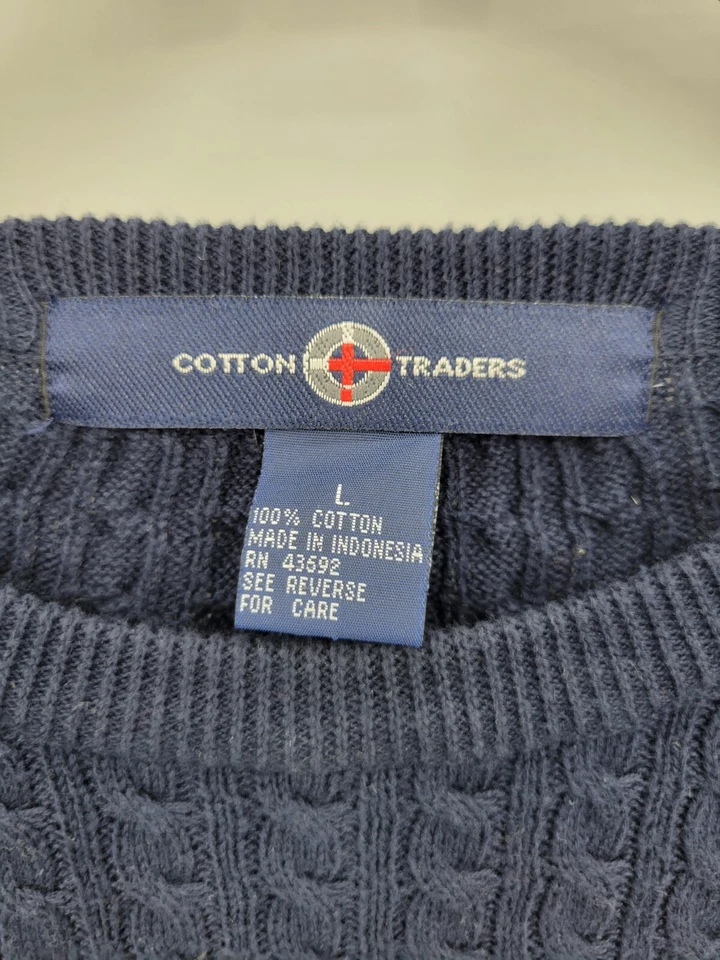 COTTON TRADERS
L
100% COTTON
MADE IN INDONESIA
RN 43692
SEE REVERSE
FOR CARE